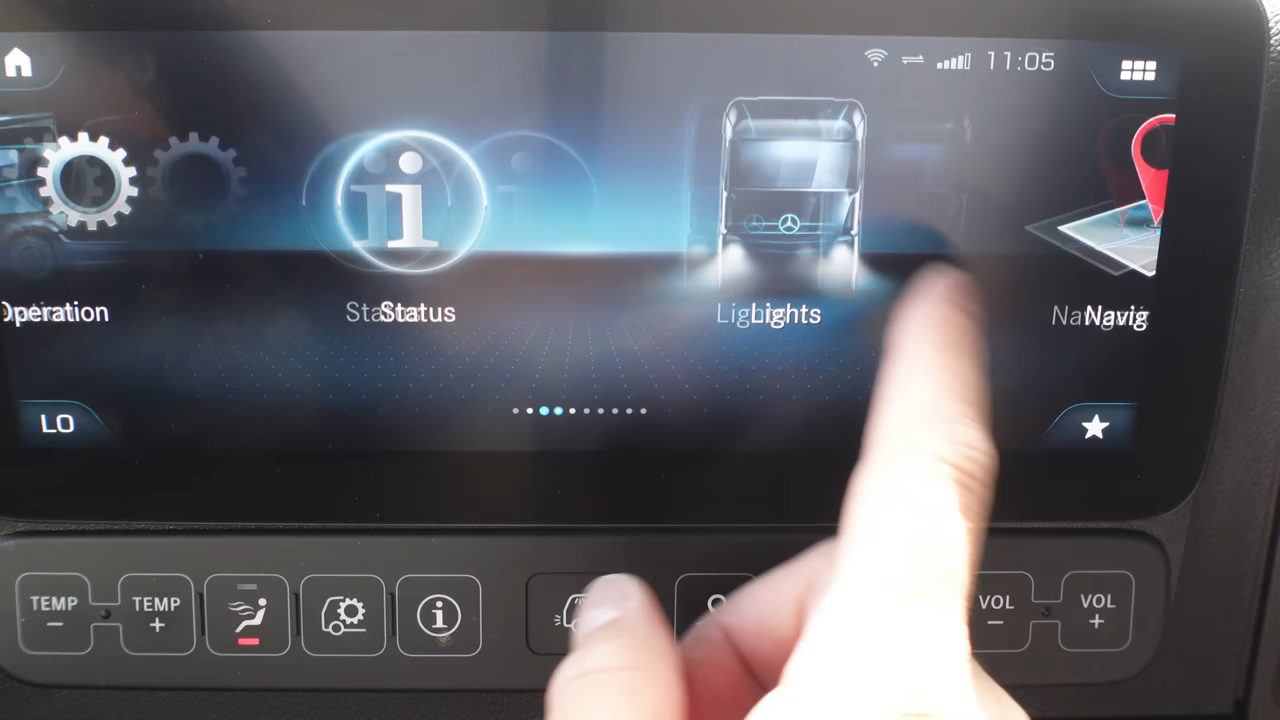 11:05
Operation
Status
Lights
Navig
LO
TEMP
−
TEMP
+
VOL
−
VOL
+